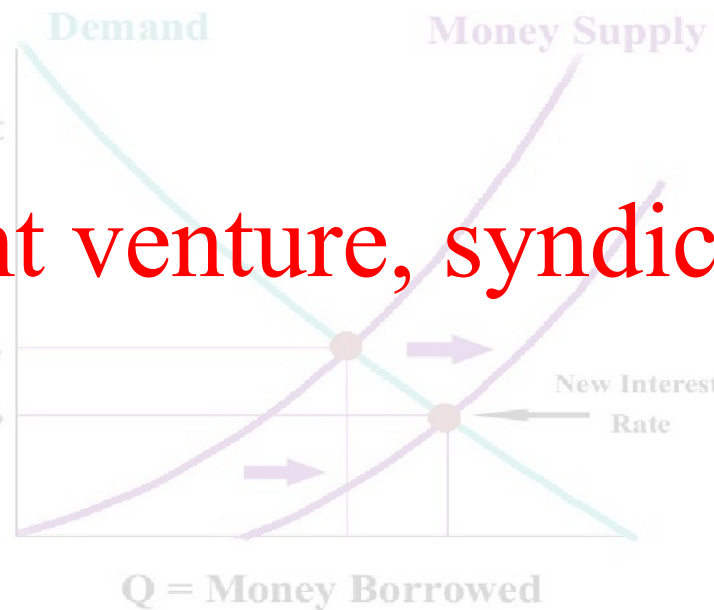 Demand Money Supply
nt venture, syndic
New Interest
Rate
Q = Money Borrowed